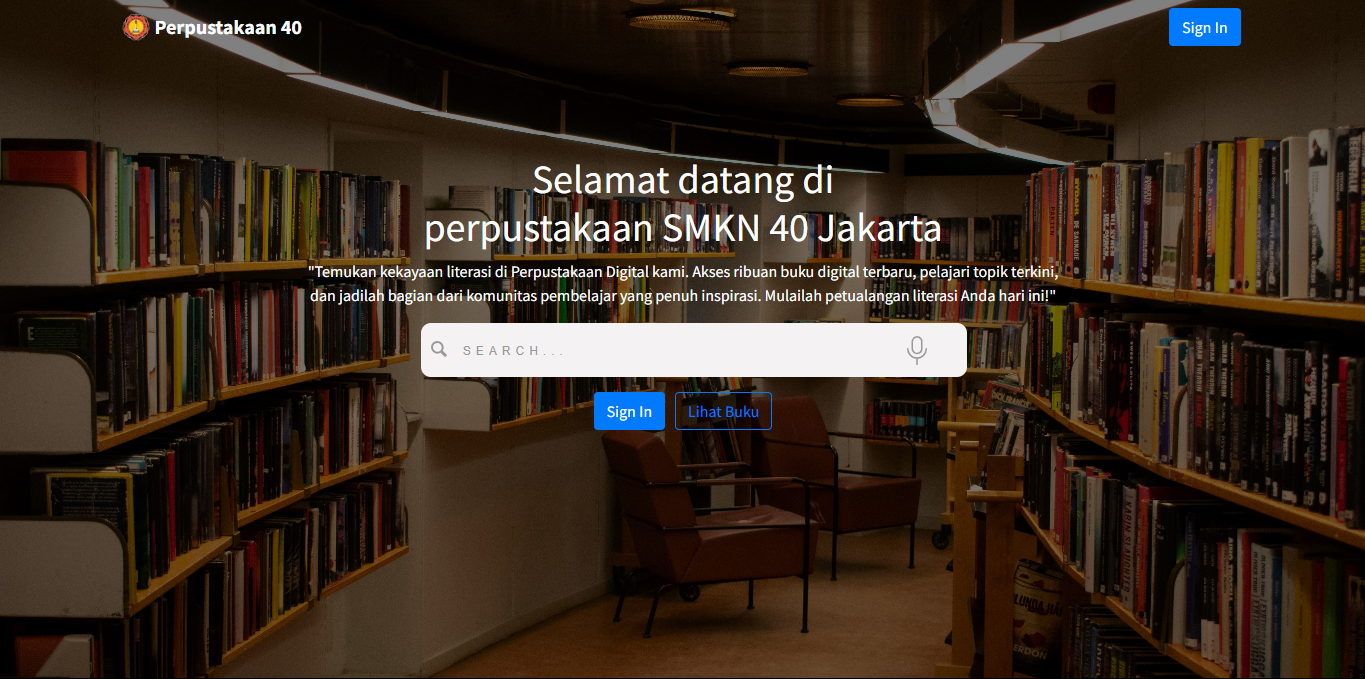 Perpustakaan 40
Sign In
Selamat datang di
perpustakaan SMKN 40 Jakarta
"Temukan kekayaan literasi di Perpustakaan Digital kami. Akses ribuan buku digital terbaru, pelajari topik terkini,
dan jadilah bagian dari komunitas pembelajar yang penuh inspirasi. Mulailah petualangan literasi Anda hari ini!"
SEARCH...
Sign In
Lihat Buku